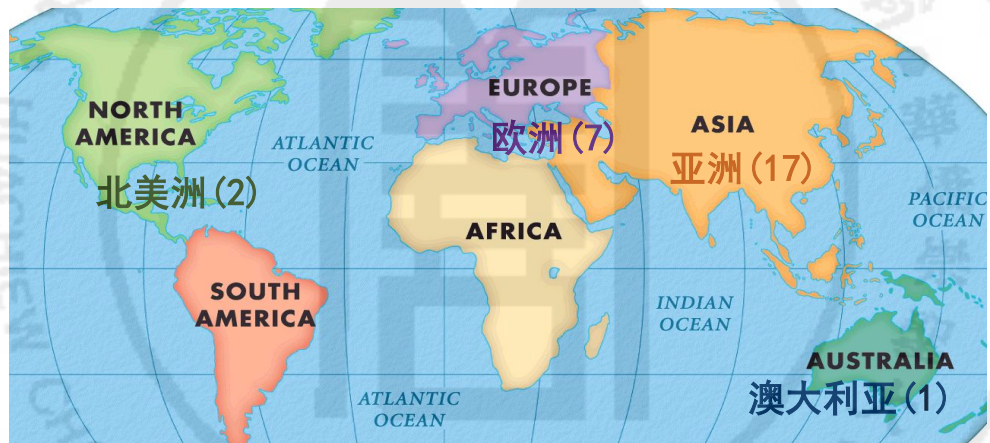 NORTH
AMERICA
北美洲(2)
ATLANTIC
OCEAN
EUROPE
欧洲(7)
ASIA
亚洲(17)
PACIFIC
OCEAN
AFRICA
SOUTH
AMERICA
INDIAN
OCEAN
AUSTRALIA
澳大利亚(1)
ATLANTIC
OCEAN